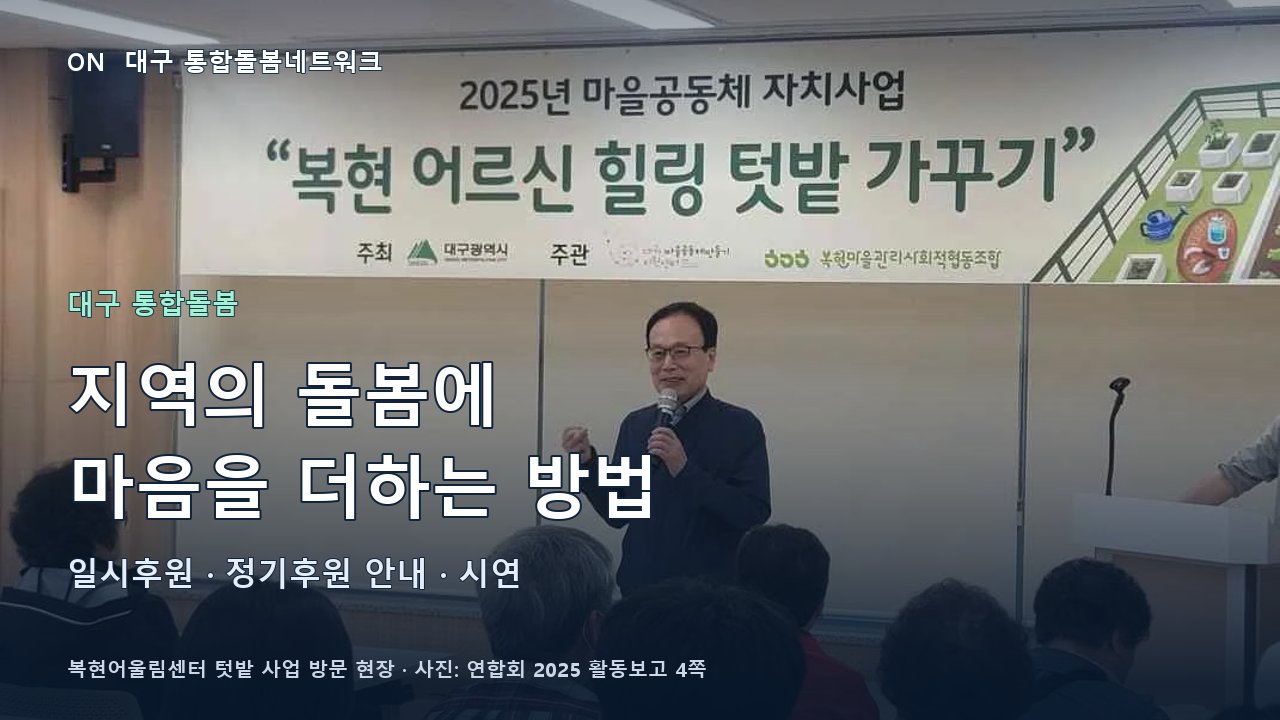 ON 대구 통합돌봄네트워크
2025년 마을공동체 자치사업
“복현 어르신 힐링 텃밭 가꾸기”
주최 대구광역시 주관 복현마을관리사회적협동조합
대구 통합돌봄
지역의 돌봄에
마음을 더하는 방법
일시후원 · 정기후원 안내 · 시연
복현어울림센터 텃밭 사업 방문 현장 · 사진: 연합회 2025 활동보고 4쪽